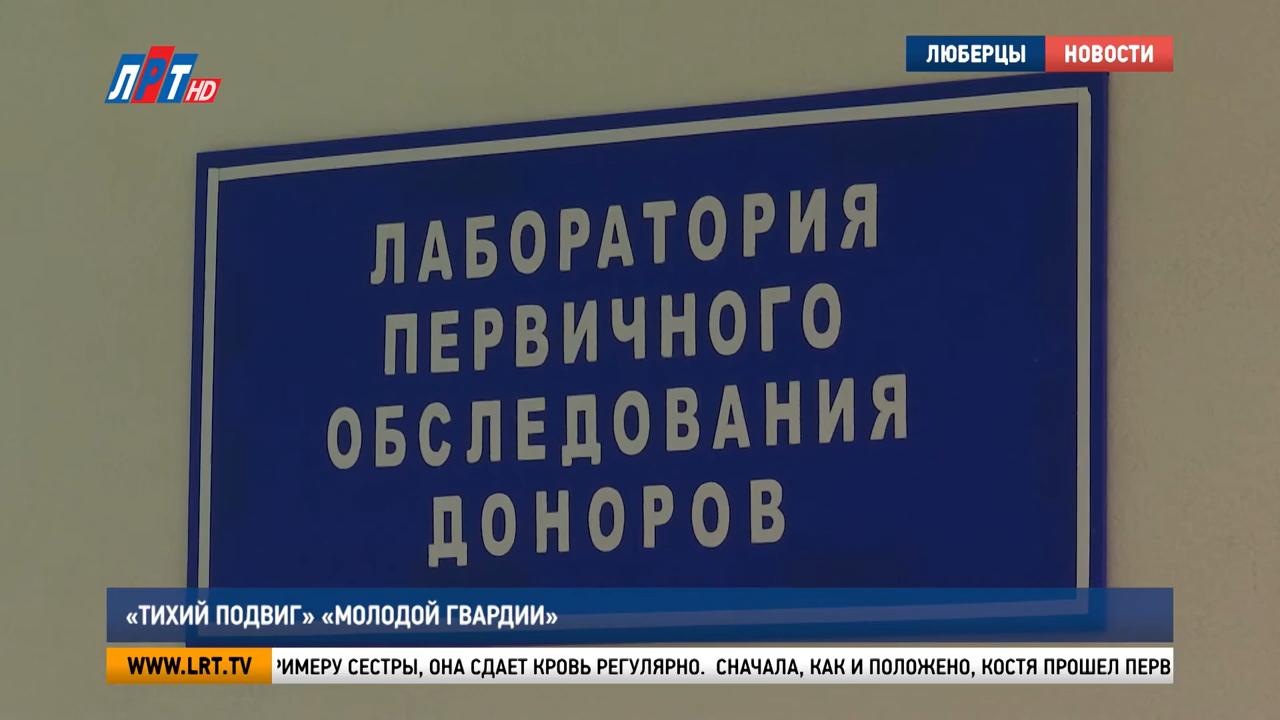 ЛРТ HD
ЛЮБЕРЦЫ НОВОСТИ
ЛАБОРАТОРИЯ
ПЕРВИЧНОГО
ОБСЛЕДОВАНИЯ
ДОНОРОВ
«ТИХИЙ ПОДВИГ» «МОЛОДОЙ ГВАРДИИ»
WWW.LRT.TV РИМЕРУ СЕСТРЫ, ОНА СДАЕТ КРОВЬ РЕГУЛЯРНО. СНАЧАЛА, КАК И ПОЛОЖЕНО, КОСТЯ ПРОШЕЛ ПЕРВ